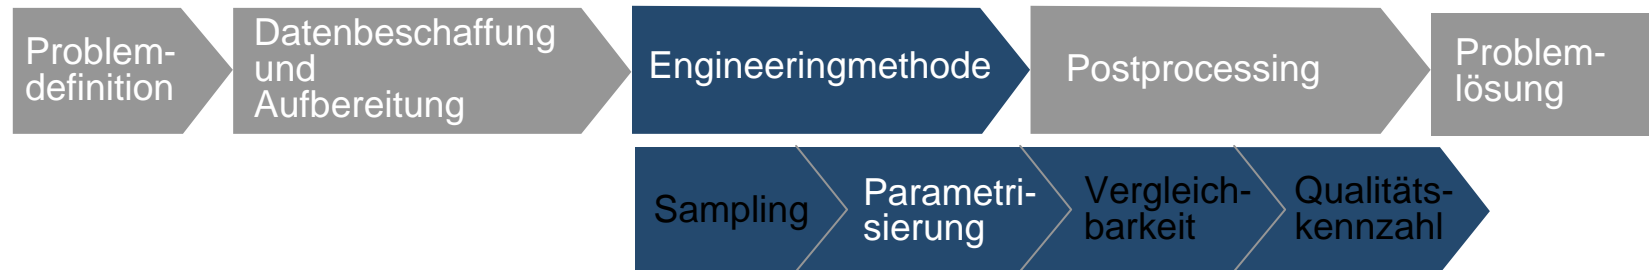 Problem-
definition
Datenbeschaffung
und
Aufbereitung
Engineeringmethode
Postprocessing
Problem-
lösung
Sampling
Parametri-
sierung
Vergleich-
barkeit
Qualitäts-
kennzahl